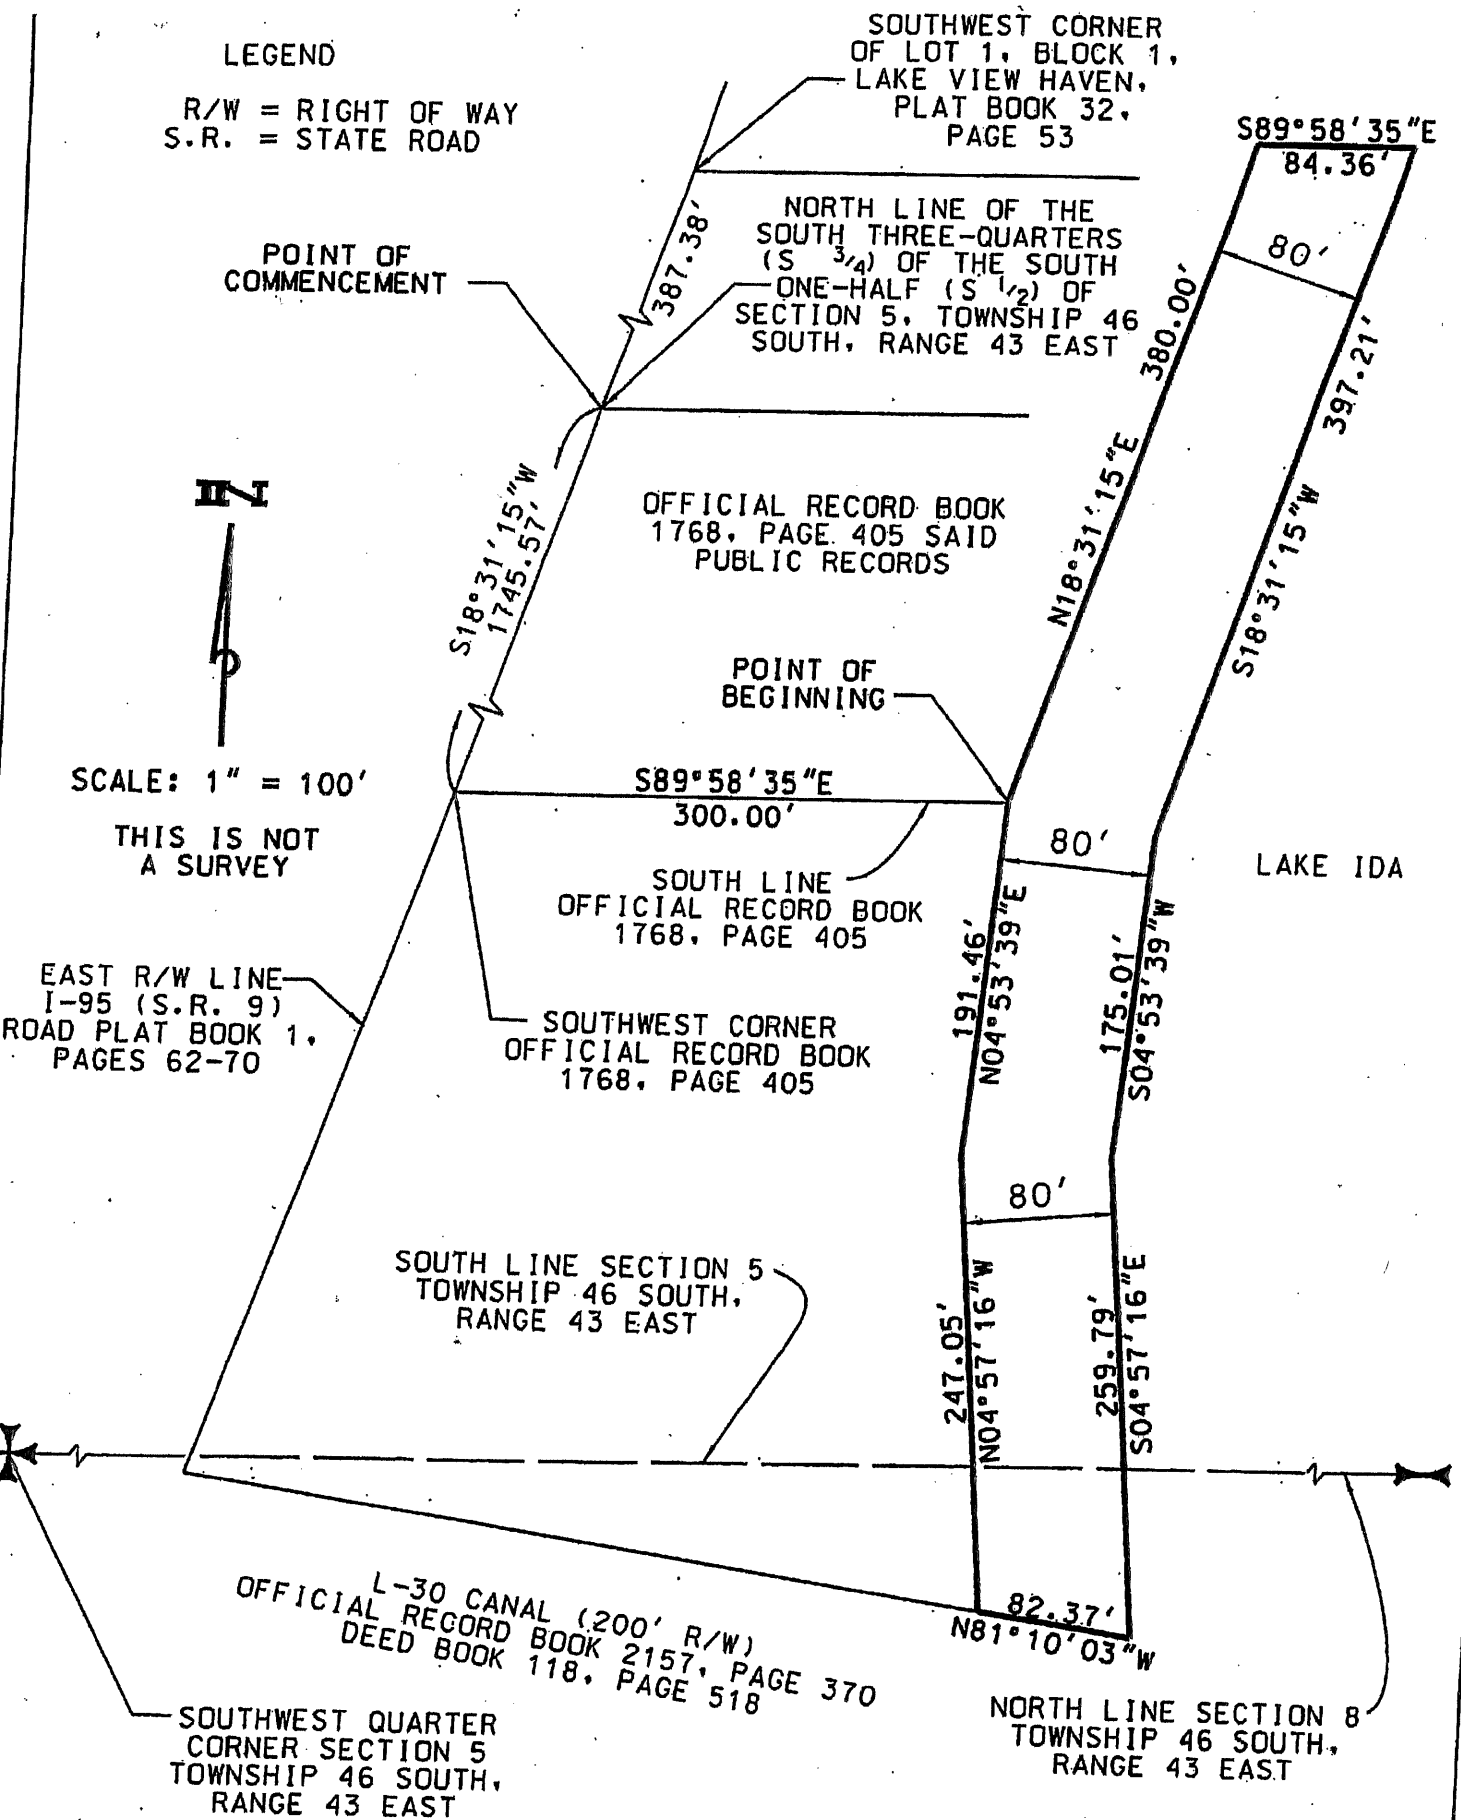 LEGEND
R/W = RIGHT OF WAY
S.R. = STATE ROAD
SOUTHWEST CORNER
OF LOT 1, BLOCK 1,
LAKE VIEW HAVEN,
PLAT BOOK 32,
PAGE 53
S89°58'35"E
84.36'
387.38'
NORTH LINE OF THE
SOUTH THREE-QUARTERS
(S 3/4) OF THE SOUTH
ONE-HALF (S 1/2) OF
SECTION 5, TOWNSHIP 46
SOUTH, RANGE 43 EAST
POINT OF
COMMENCEMENT
80'
380.00'
397.21'
N18°31'15"E
S18°31'15"W
N
S18°31'15"W
1745.57'
OFFICIAL RECORD BOOK
1768, PAGE 405 SAID
PUBLIC RECORDS
POINT OF
BEGINNING
SCALE: 1" = 100'
THIS IS NOT
A SURVEY
S89°58'35"E
300.00'
80'
LAKE IDA
SOUTH LINE
OFFICIAL RECORD BOOK
1768, PAGE 405
191.46'
N04°53'39"E
175.01'
S04°53'39"W
EAST R/W LINE
I-95 (S.R. 9)
ROAD PLAT BOOK 1,
PAGES 62-70
SOUTHWEST CORNER
OFFICIAL RECORD BOOK
1768, PAGE 405
80'
SOUTH LINE SECTION 5
TOWNSHIP 46 SOUTH,
RANGE 43 EAST
247.05'
N04°57'16"W
259.79'
S04°57'16"E
L-30 CANAL (200' R/W)
OFFICIAL RECORD BOOK 2157, PAGE 370
DEED BOOK 118, PAGE 518
82.37'
N81°10'03"W
SOUTHWEST QUARTER
CORNER SECTION 5
TOWNSHIP 46 SOUTH,
RANGE 43 EAST
NORTH LINE SECTION 8
TOWNSHIP 46 SOUTH,
RANGE 43 EAST